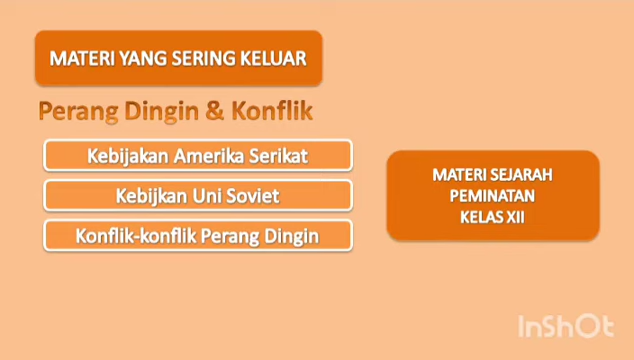 MATERI YANG SERING KELUAR
Perang Dingin & Konflik
Kebijakan Amerika Serikat
Kebijkan Uni Soviet
Konflik-konflik Perang Dingin
MATERI SEJARAH
PEMINATAN
KELAS XII
InShOt